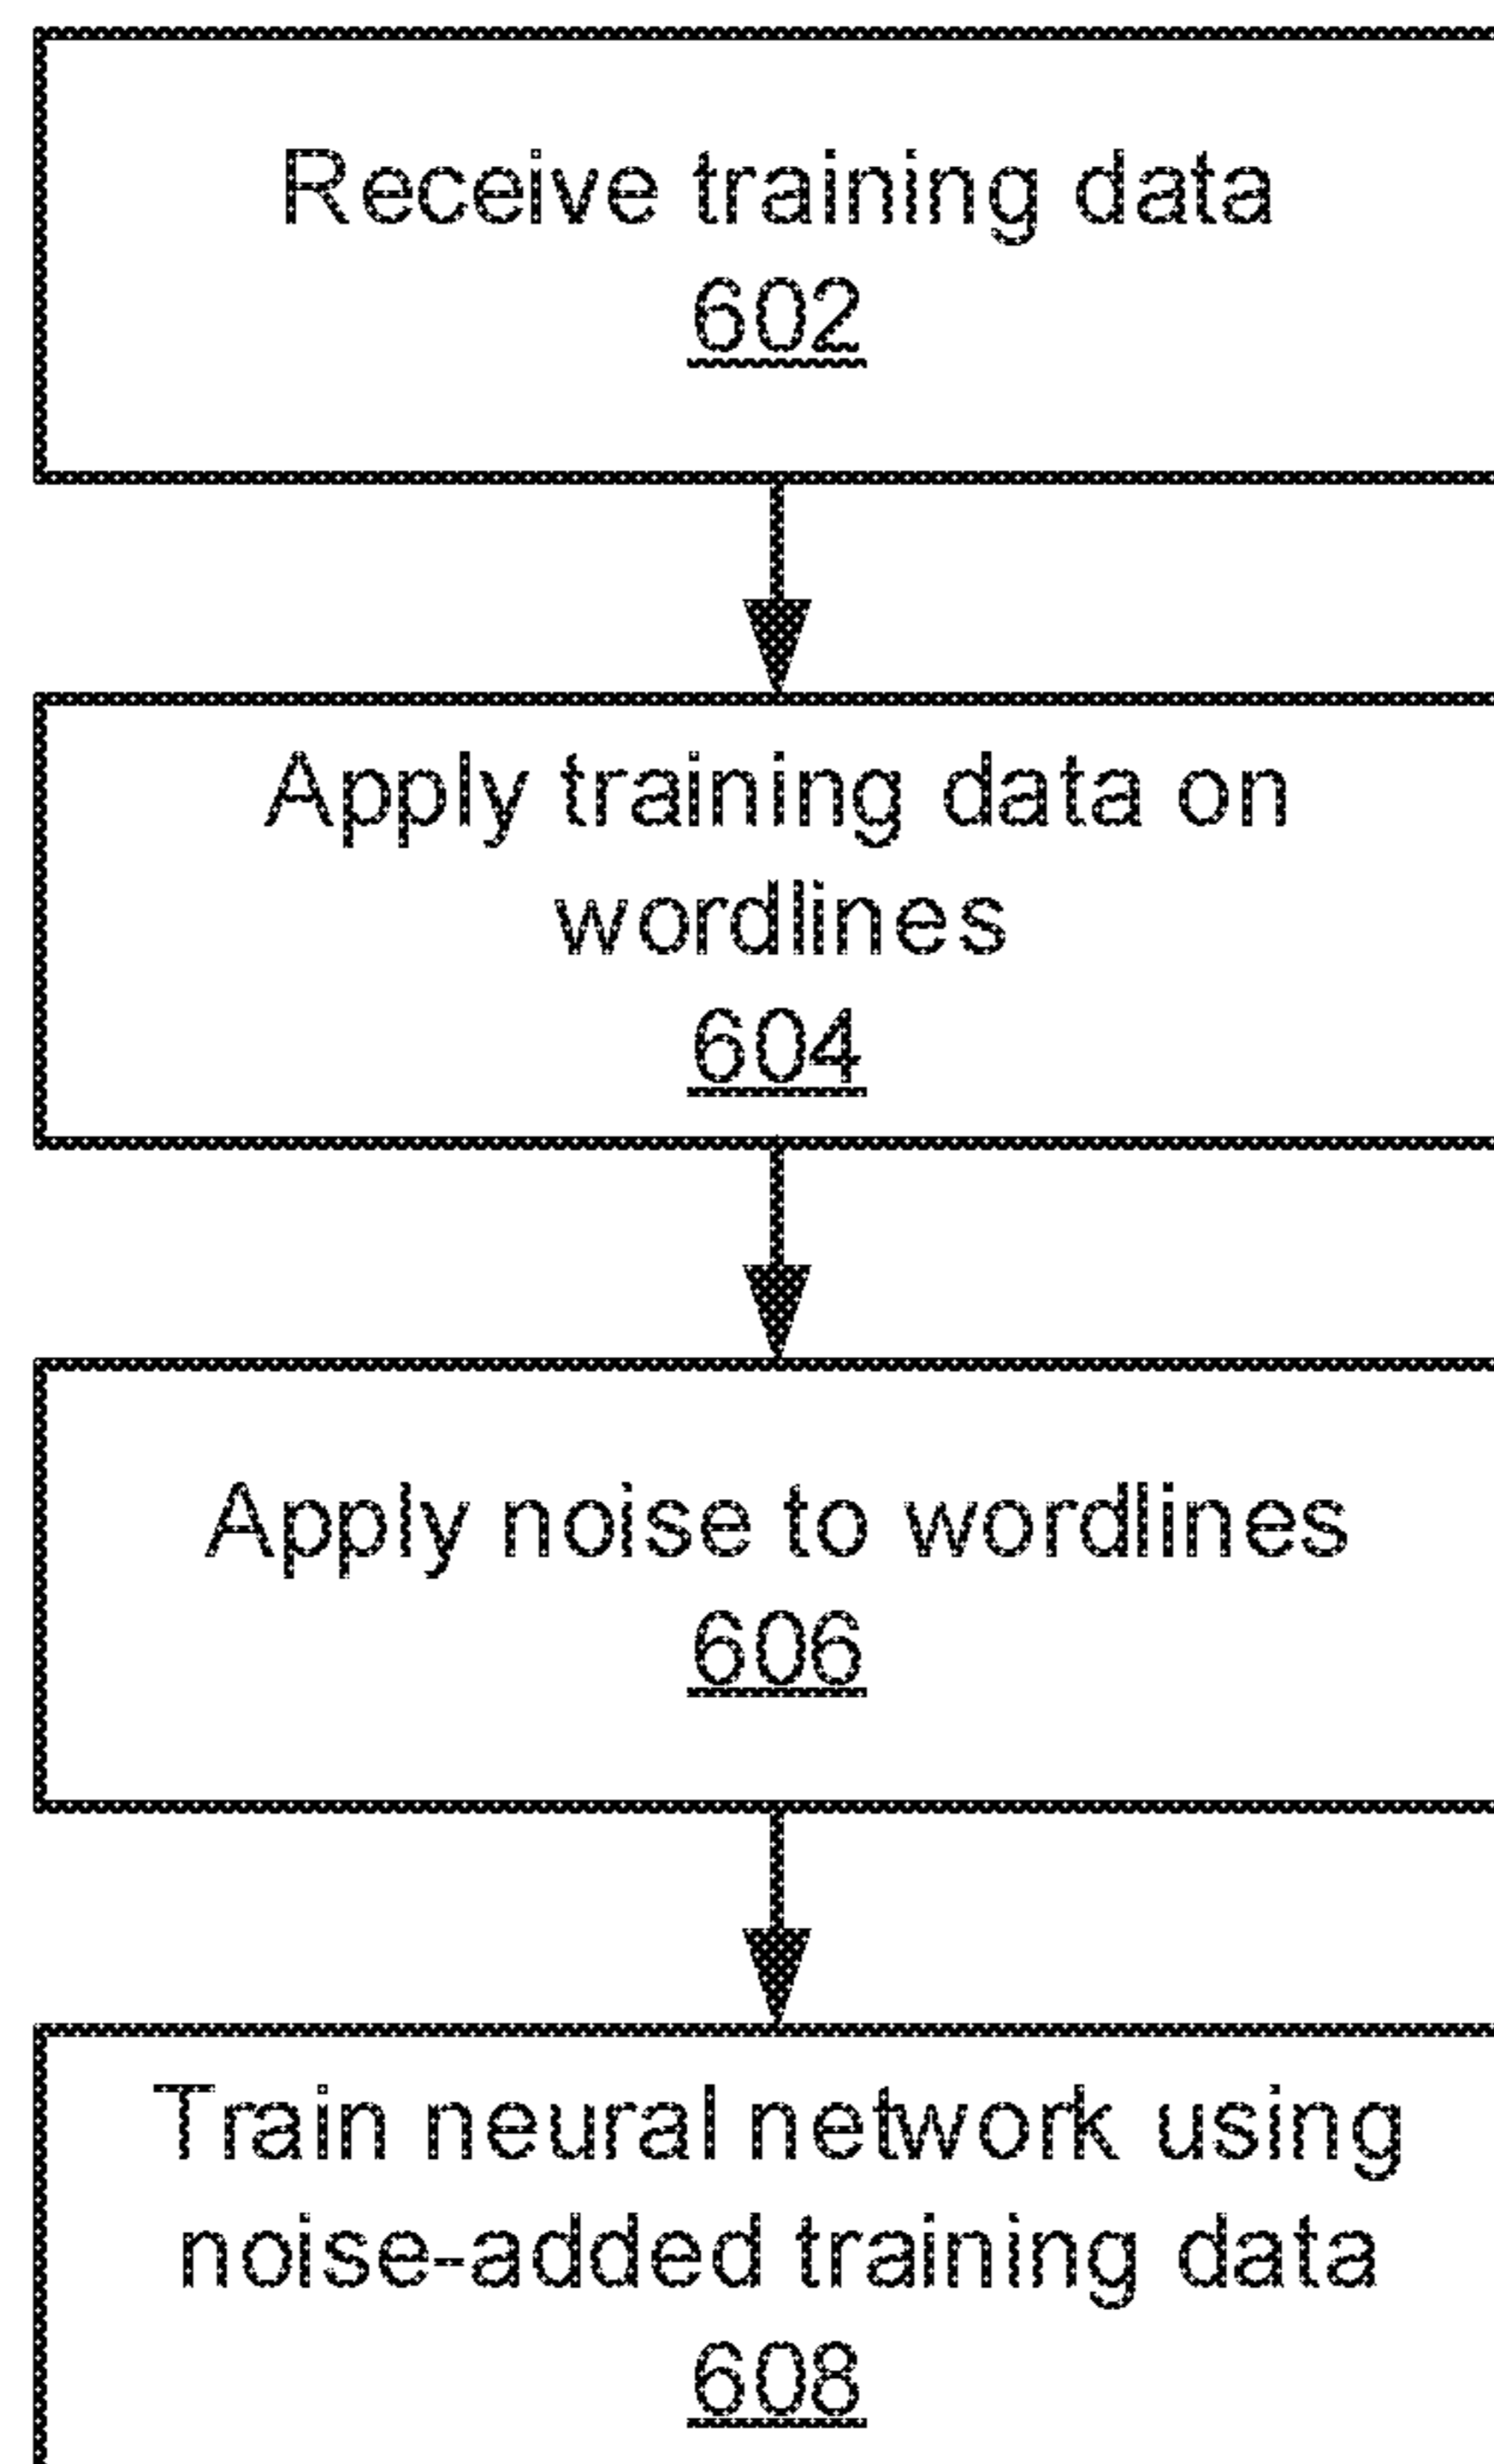 Receive training data
602
Apply training data on
wordlines
604
Apply noise to wordlines
606
Train neural network using
noise-added training data
608